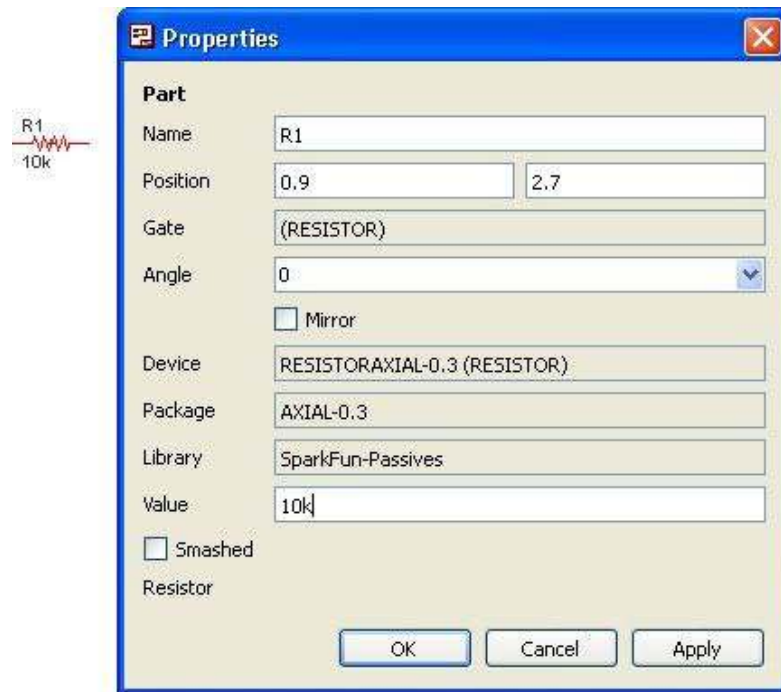 Properties
Part
R1
10k
Name R1
Position 0.9 2.7
Gate (RESISTOR)
Angle 0
Mirror
Device RESISTORAXIAL-0.3 (RESISTOR)
Package AXIAL-0.3
Library SparkFun-Passives
Value 10k
Smashed
Resistor
OK Cancel Apply